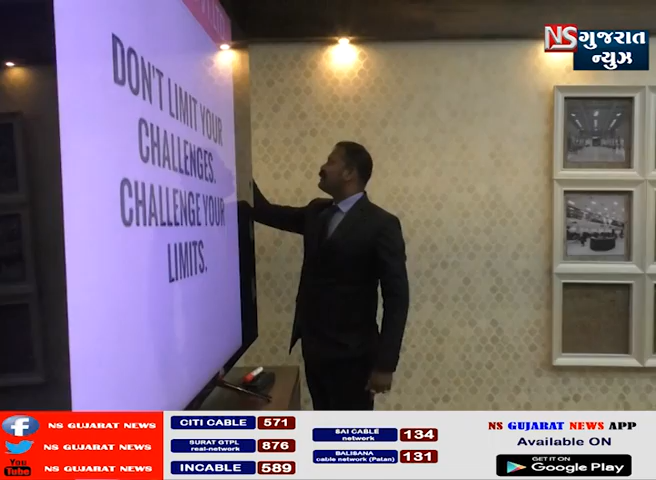 NS ગુજરાત
ન્યુઝ
DON'T LIMIT YOUR
CHALLENGES.
CHALLENGE YOUR
LIMITS.
NS GUJARAT NEWS
NS GUJARAT NEWS
You
Tube
NS GUJARAT NEWS
CITI CABLE 571
SURAT GTPL
real-network 876
INCABLE 589
SAI CABLE
network 134
BALISANA
cable network (Patan) 131
NS GUJARAT NEWS APP
Available ON
GET IT ON
Google Play